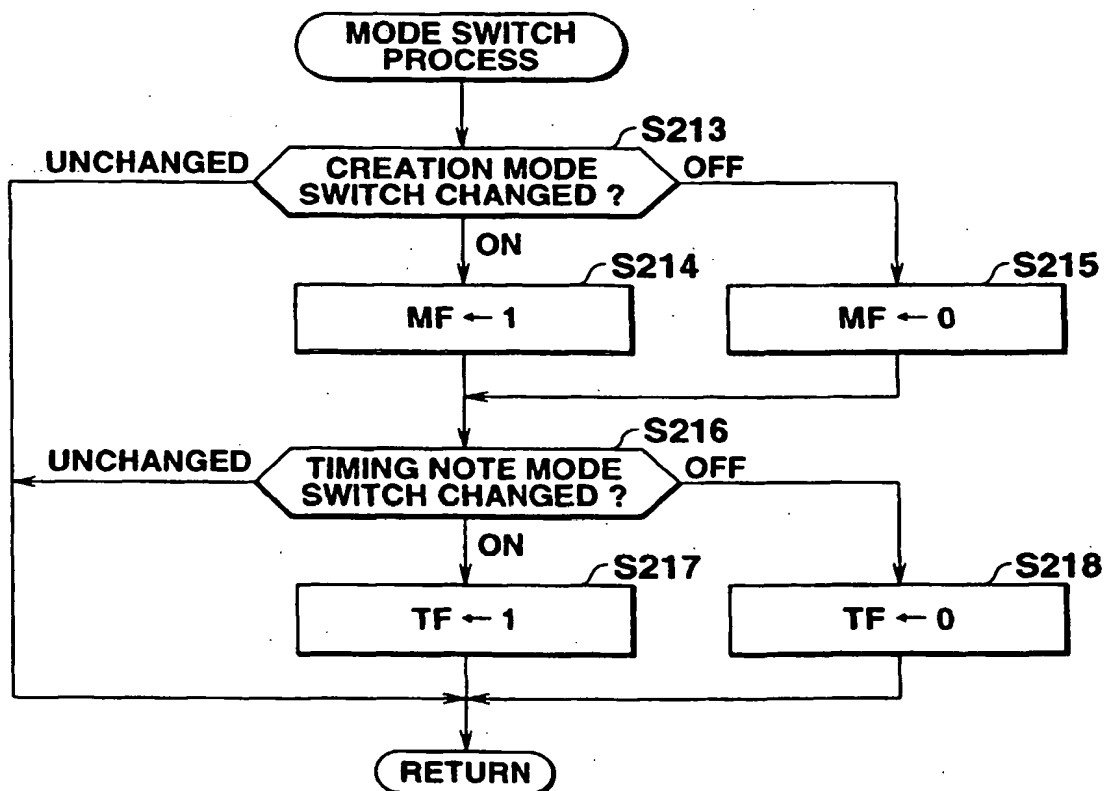 MODE SWITCH
PROCESS
S213
UNCHANGED
CREATION MODE
SWITCH CHANGED ?
OFF
ON
S214
S215
MF ← 1
MF ← 0
S216
UNCHANGED
TIMING NOTE MODE
SWITCH CHANGED ?
OFF
ON
S217
S218
TF ← 1
TF ← 0
RETURN